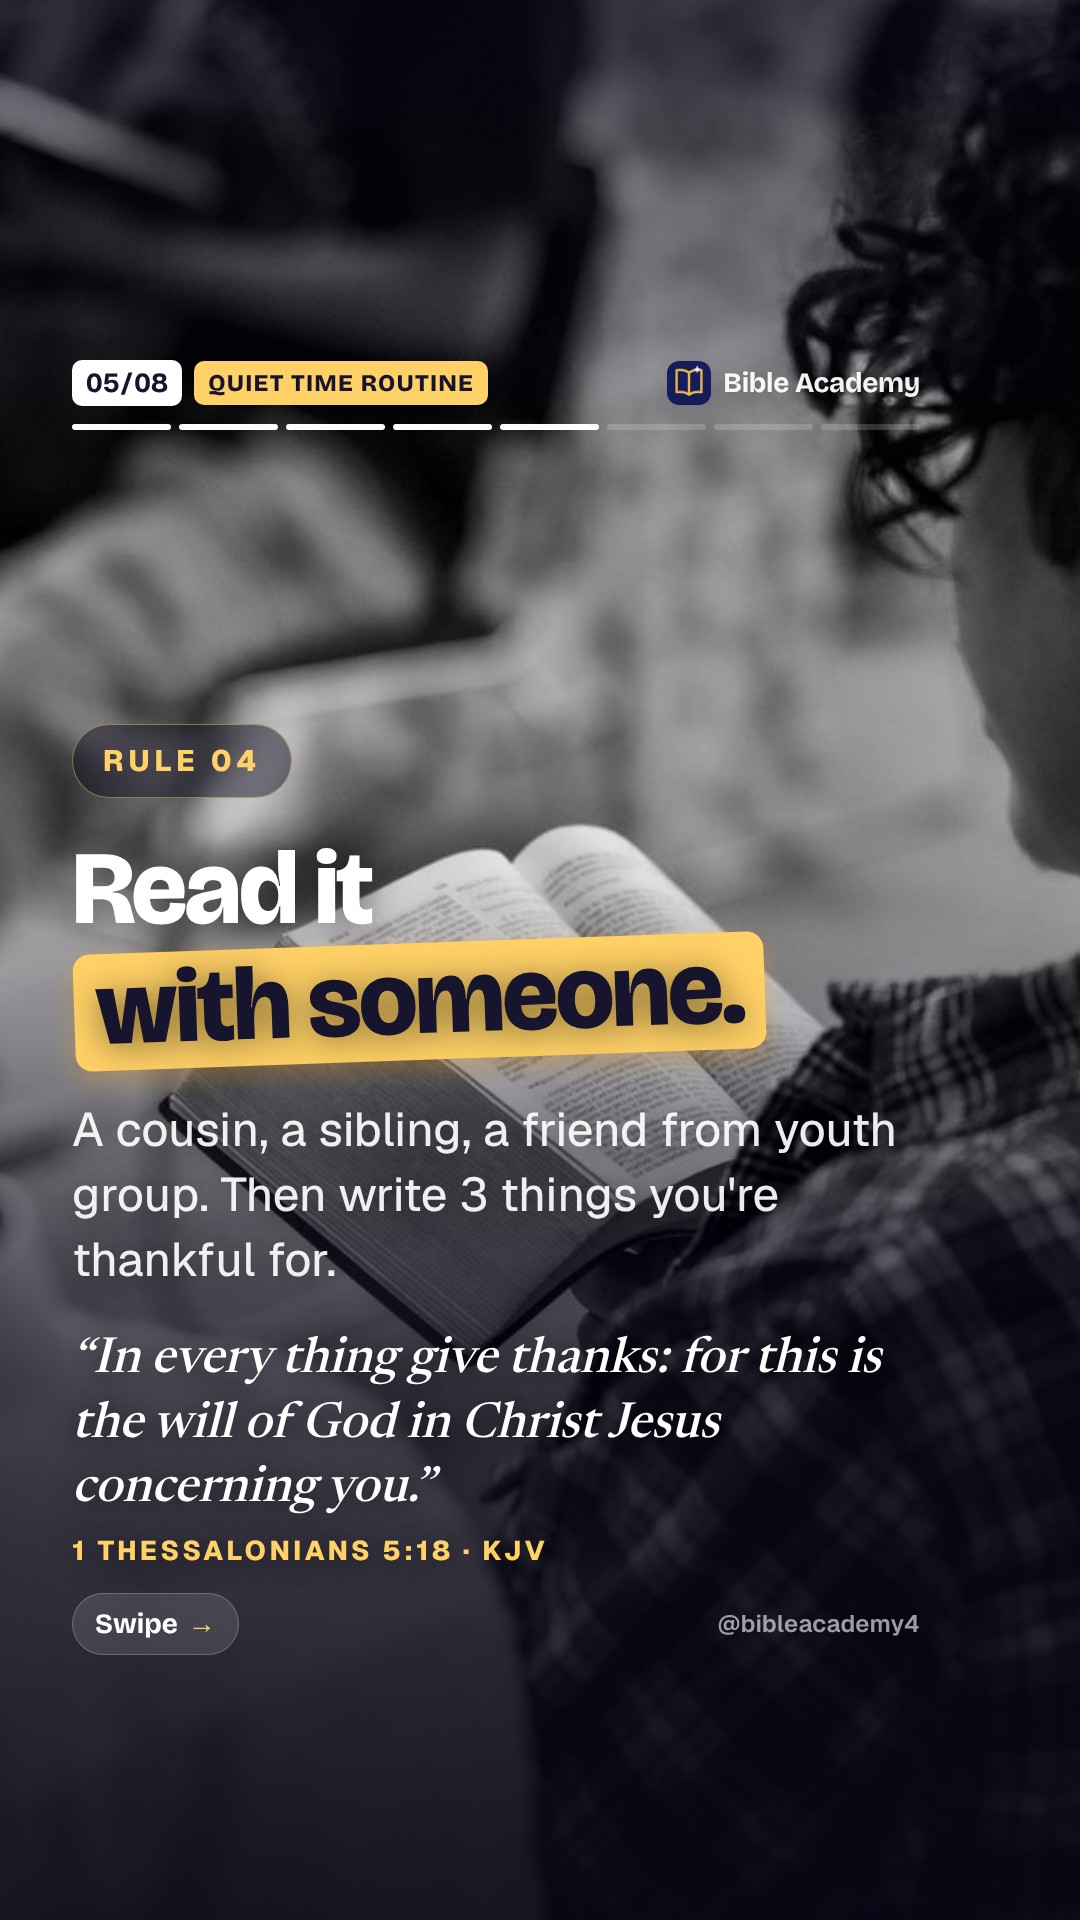 05/08 QUIET TIME ROUTINE Bible Academy
RULE 04
Read it
with someone.
A cousin, a sibling, a friend from youth
group. Then write 3 things you're
thankful for.
“In every thing give thanks: for this is
the will of God in Christ Jesus
concerning you.”
1 THESSALONIANS 5:18 · KJV
Swipe → @bibleacademy4